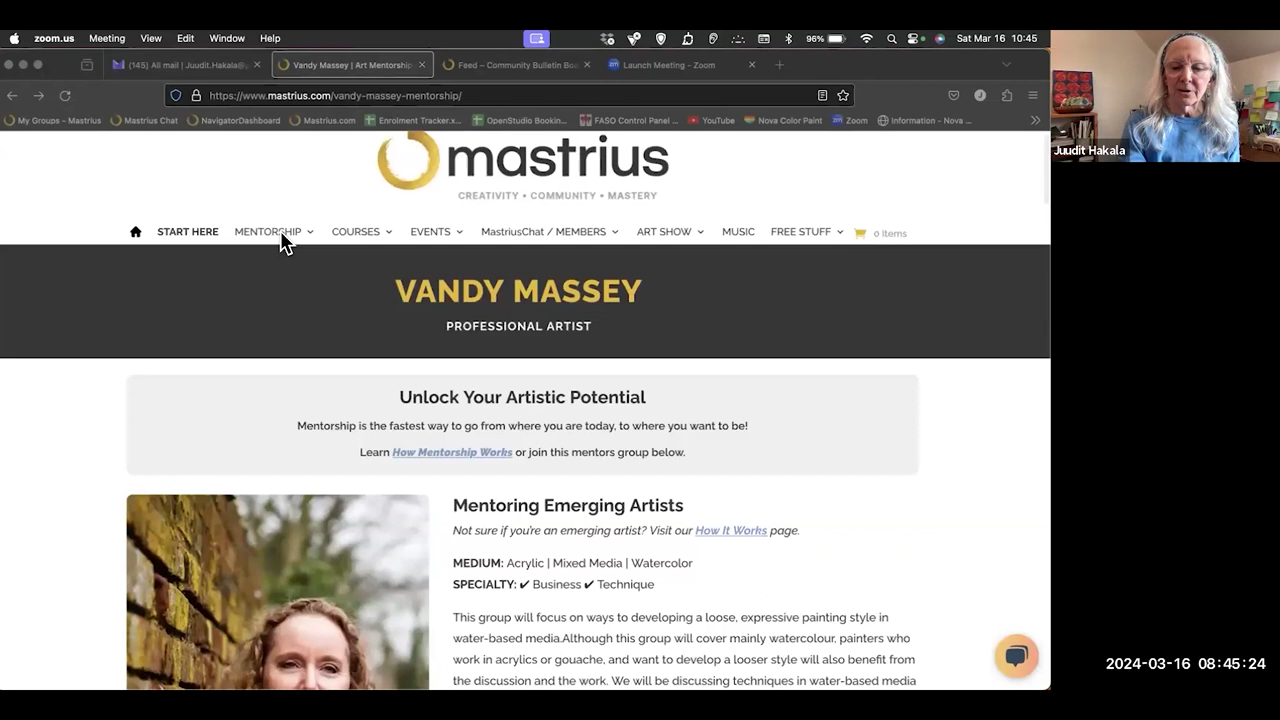 zoom.us Meeting View Edit Window Help 96% Sat Mar 16 10:45
(145) All mail | Juudit.Hakala@ Vandy Massey | Art Mentorship Feed – Community Bulletin Boa Launch Meeting - Zoom
https://www.mastrius.com/vandy-massey-mentorship/
My Groups – Mastrius Mastrius Chat NavigatorDashboard Mastrius.com Enrolment Tracker.x... OpenStudio Bookin... FASO Control Panel ... YouTube Nova Color Paint Zoom Information - Nova ...
Juudit Hakala
mastrius
CREATIVITY • COMMUNITY • MASTERY
START HERE MENTORSHIP COURSES EVENTS MastriusChat / MEMBERS ART SHOW MUSIC FREE STUFF 0 Items
VANDY MASSEY
PROFESSIONAL ARTIST
Unlock Your Artistic Potential
Mentorship is the fastest way to go from where you are today, to where you want to be!
Learn How Mentorship Works or join this mentors group below.
Mentoring Emerging Artists
Not sure if you're an emerging artist? Visit our How It Works page.
MEDIUM: Acrylic | Mixed Media | Watercolor
SPECIALTY: ✔ Business ✔ Technique
This group will focus on ways to developing a loose, expressive painting style in
water-based media.Although this group will cover mainly watercolour, painters who
work in acrylics or gouache, and want to develop a looser style will also benefit from
the discussion and the work. We will be discussing techniques in water-based media
2024-03-16 08:45:24